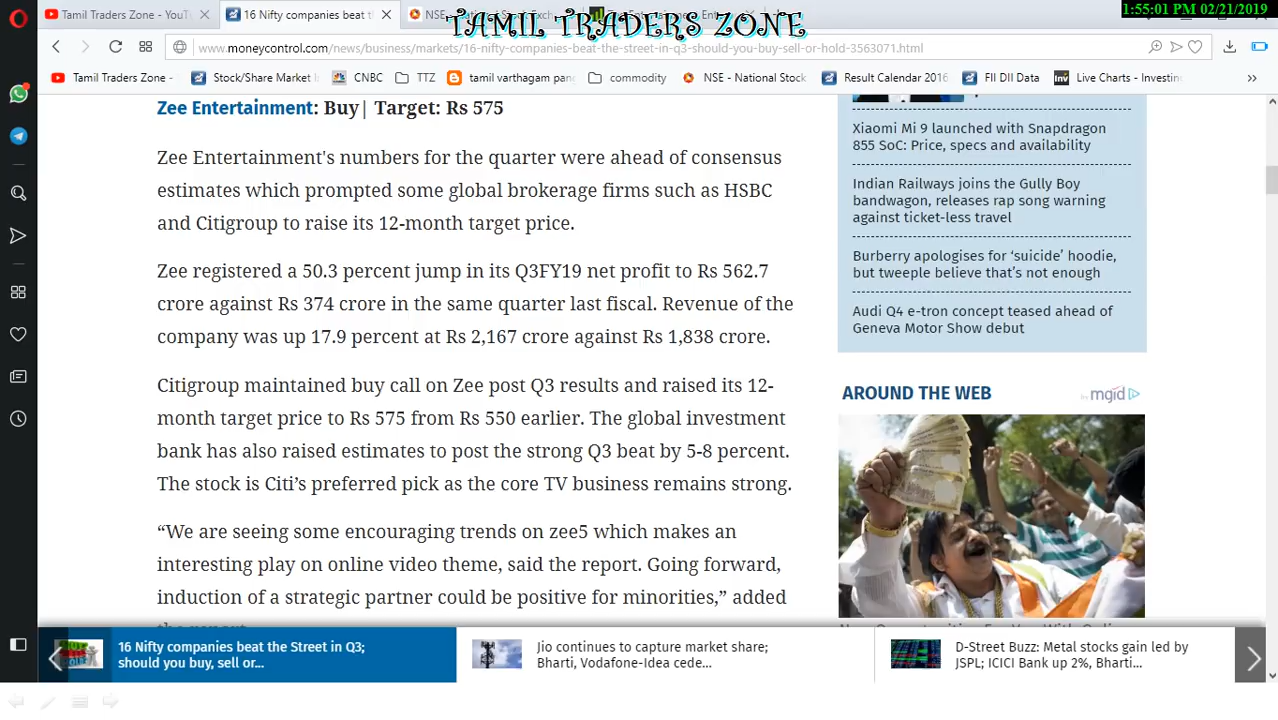 1:55:01 PM 02/21/2019
TAMIL TRADERS ZONE
Tamil Traders Zone - YouT
16 Nifty companies beat th
www.moneycontrol.com/news/business/markets/16-nifty-companies-beat-the-street-in-q3-should-you-buy-sell-or-hold-3563071.html
Tamil Traders Zone -
Stock/Share Market
CNBC
TTZ
tamil varthagam pan
commodity
NSE - National Stock
Result Calendar 2016
FII DII Data
Inv
Live Charts - Investin
»
Zee Entertainment: Buy| Target: Rs 575
Zee Entertainment's numbers for the quarter were ahead of consensus
estimates which prompted some global brokerage firms such as HSBC
and Citigroup to raise its 12-month target price.
Zee registered a 50.3 percent jump in its Q3FY19 net profit to Rs 562.7
crore against Rs 374 crore in the same quarter last fiscal. Revenue of the
company was up 17.9 percent at Rs 2,167 crore against Rs 1,838 crore.
Citigroup maintained buy call on Zee post Q3 results and raised its 12-
month target price to Rs 575 from Rs 550 earlier. The global investment
bank has also raised estimates to post the strong Q3 beat by 5-8 percent.
The stock is Citi’s preferred pick as the core TV business remains strong.
“We are seeing some encouraging trends on zee5 which makes an
interesting play on online video theme, said the report. Going forward,
induction of a strategic partner could be positive for minorities,” added
the report
Xiaomi Mi 9 launched with Snapdragon
855 SoC: Price, specs and availability
Indian Railways joins the Gully Boy
bandwagon, releases rap song warning
against ticket-less travel
Burberry apologises for ‘suicide’ hoodie,
but tweeple believe that’s not enough
Audi Q4 e-tron concept teased ahead of
Geneva Motor Show debut
AROUND THE WEB
by mgid
16 Nifty companies beat the Street in Q3;
should you buy, sell or...
Jio continues to capture market share;
Bharti, Vodafone-Idea cede...
D-Street Buzz: Metal stocks gain led by
JSPL; ICICI Bank up 2%, Bharti...